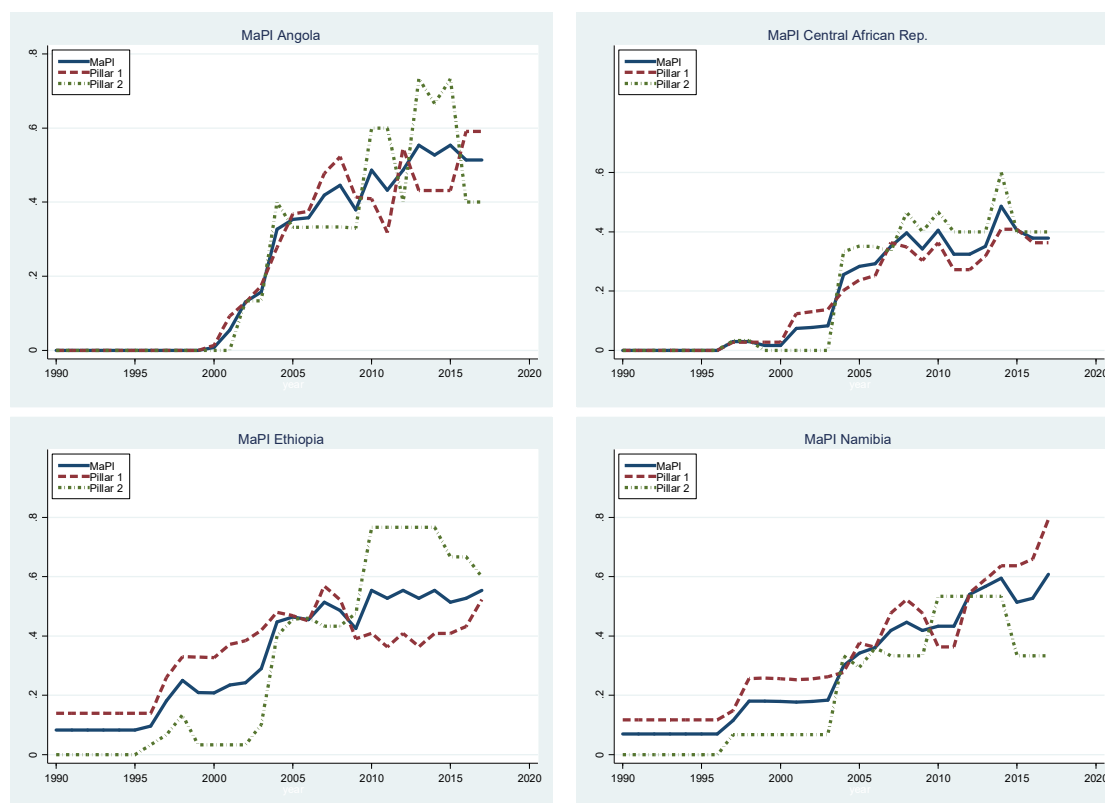 MaPI Angola
MaPI
Pillar 1
Pillar 2
.8
.6
.4
.2
0
1990 1995 2000 2005 2010 2015 2020
year
MaPI Central African Rep.
MaPI
Pillar 1
Pillar 2
.6
.4
.2
0
1990 1995 2000 2005 2010 2015 2020
year
MaPI Ethiopia
MaPI
Pillar 1
Pillar 2
.8
.6
.4
.2
0
1990 1995 2000 2005 2010 2015 2020
year
MaPI Namibia
MaPI
Pillar 1
Pillar 2
.8
.6
.4
.2
0
1990 1995 2000 2005 2010 2015 2020
year